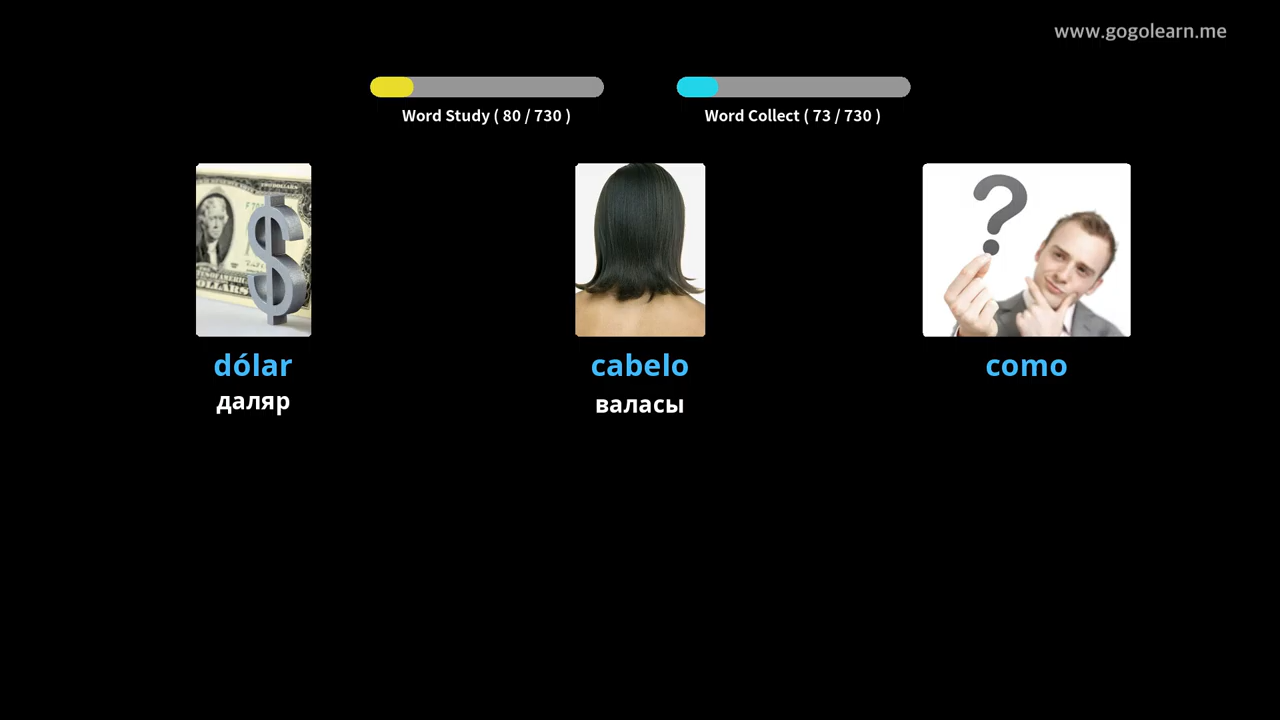 www.gogolearn.me
Word Study ( 80 / 730 )
Word Collect ( 73 / 730 )
dólar
даляр
cabelo
валасы
como